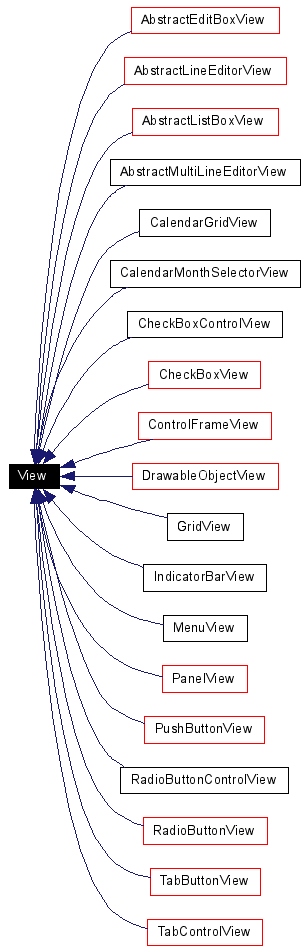 AbstractEditBoxView
AbstractLineEditorView
AbstractListBoxView
AbstractMultiLineEditorView
CalendarGridView
CalendarMonthSelectorView
CheckBoxControlView
CheckBoxView
ControlFrameView
View
DrawableObjectView
GridView
IndicatorBarView
MenuView
PanelView
PushButtonView
RadioButtonControlView
RadioButtonView
TabButtonView
TabControlView